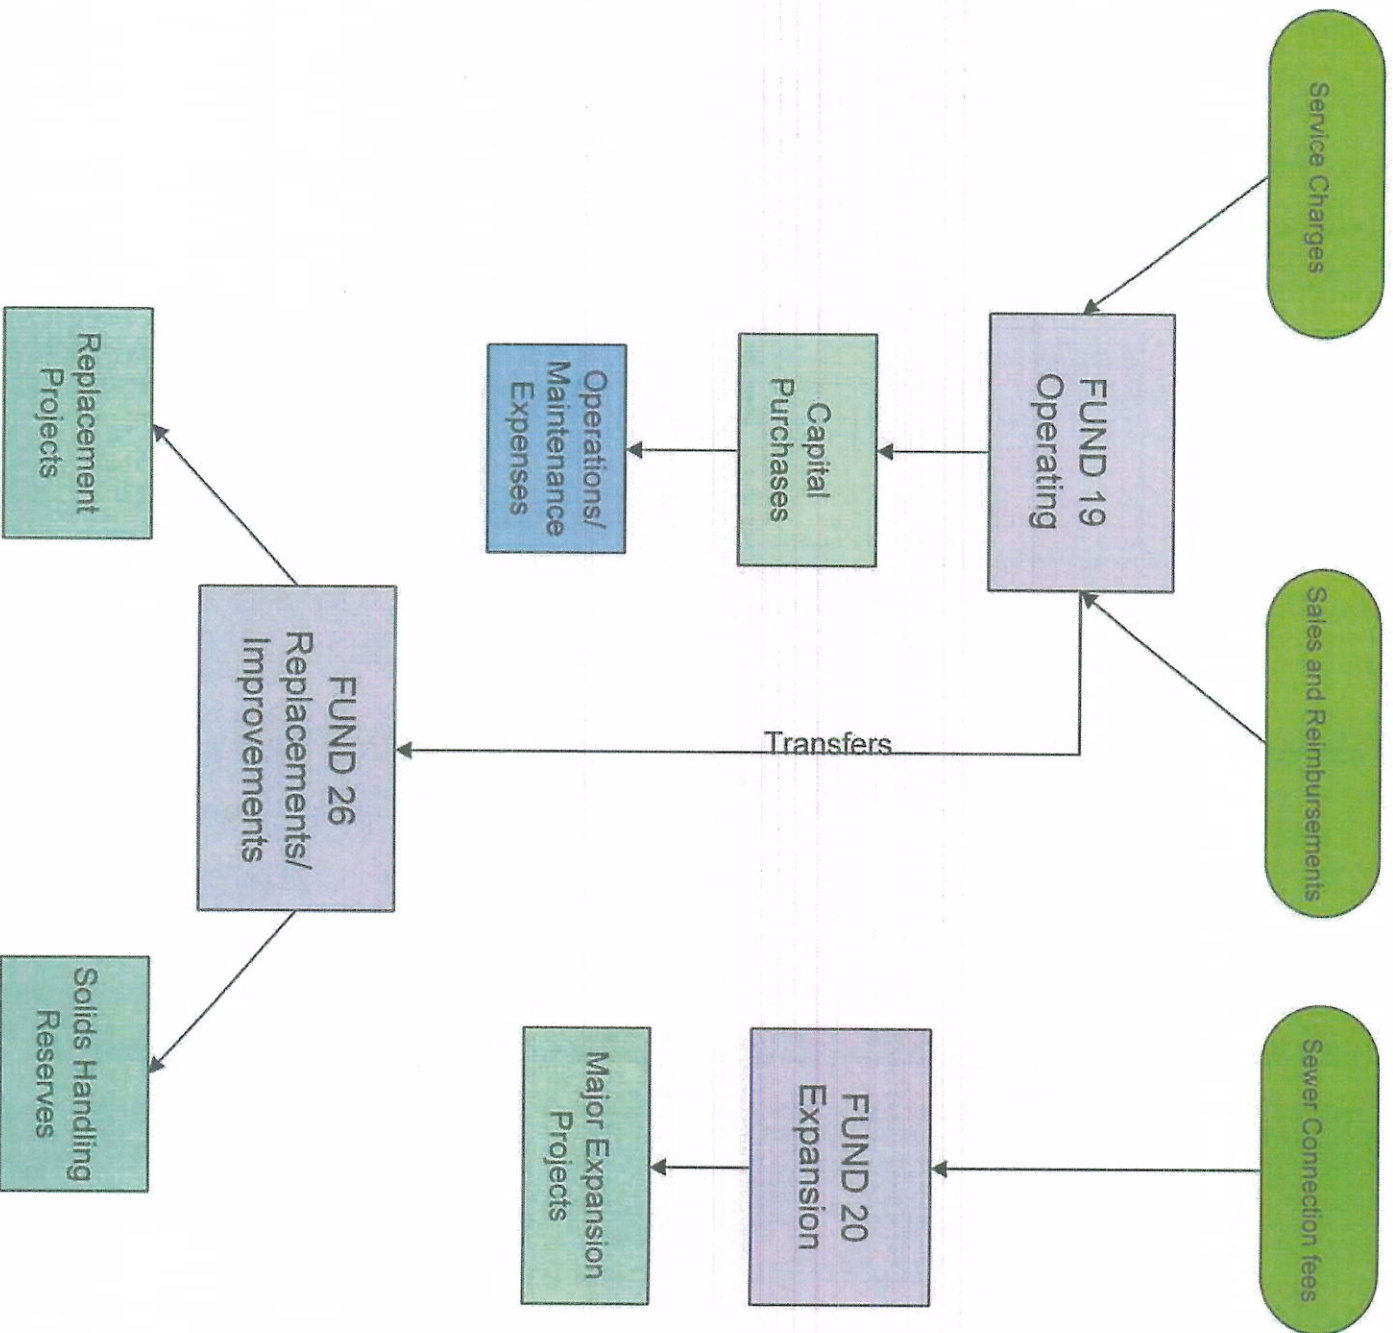 Service Charges
Sales and Reimbursements
Sewer Connection fees
FUND 19
Operating
Capital
Purchases
Operations/
Maintenance
Expenses
Transfers
FUND 20
Expansion
Major Expansion
Projects
FUND 26
Replacements/
Improvements
Replacement
Projects
Solids Handling
Reserves